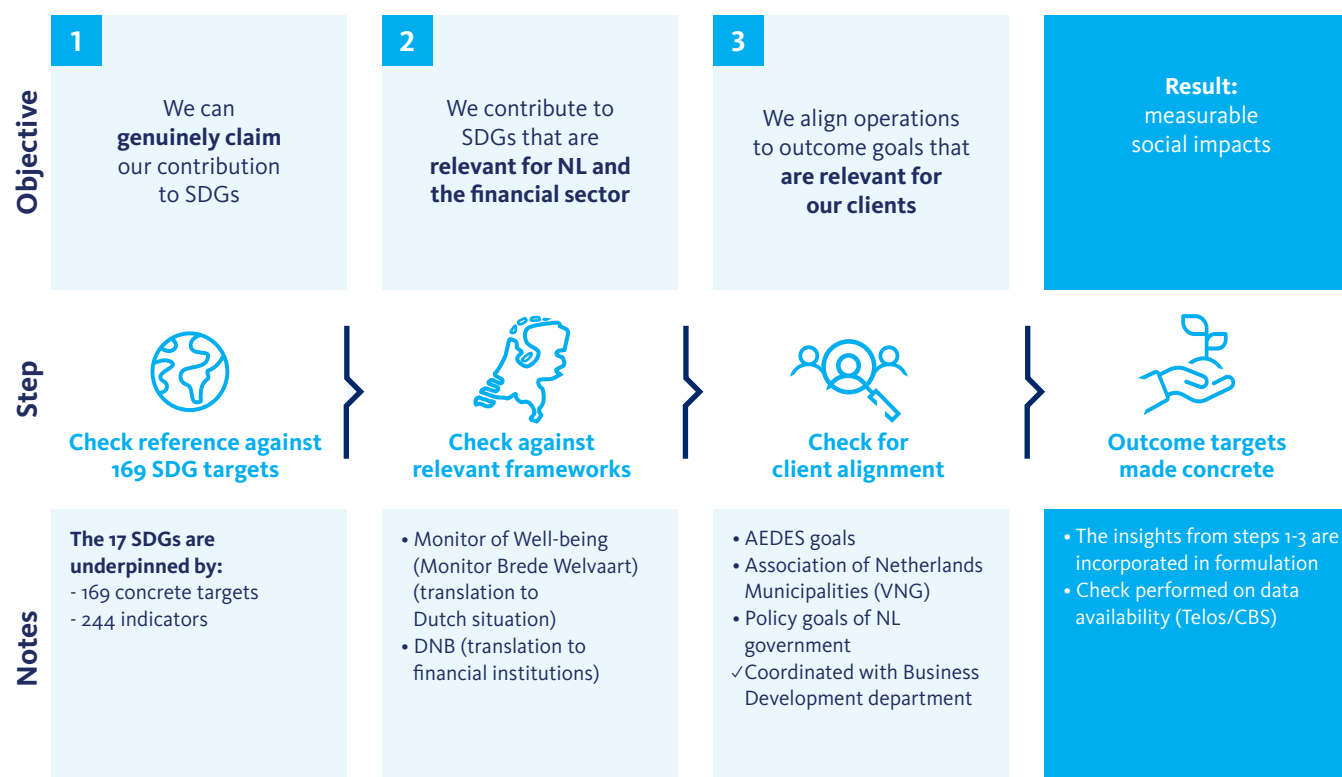 Objective
1
We can
genuinely claim
our contribution
to SDGs
2
We contribute to
SDGs that are
relevant for NL and
the financial sector
3
We align operations
to outcome goals that
are relevant for
our clients
Result:
measurable
social impacts
Step
Check reference against
169 SDG targets
Check against
relevant frameworks
Check for
client alignment
Outcome targets
made concrete
Notes
The 17 SDGs are
underpinned by:
- 169 concrete targets
- 244 indicators
• Monitor of Well-being
(Monitor Brede Welvaart)
(translation to
Dutch situation)
• DNB (translation to
financial institutions)
• AEDES goals
• Association of Netherlands
Municipalities (VNG)
• Policy goals of NL
government
✓Coordinated with Business
Development department
• The insights from steps 1-3 are
incorporated in formulation
• Check performed on data
availability (Telos/CBS)